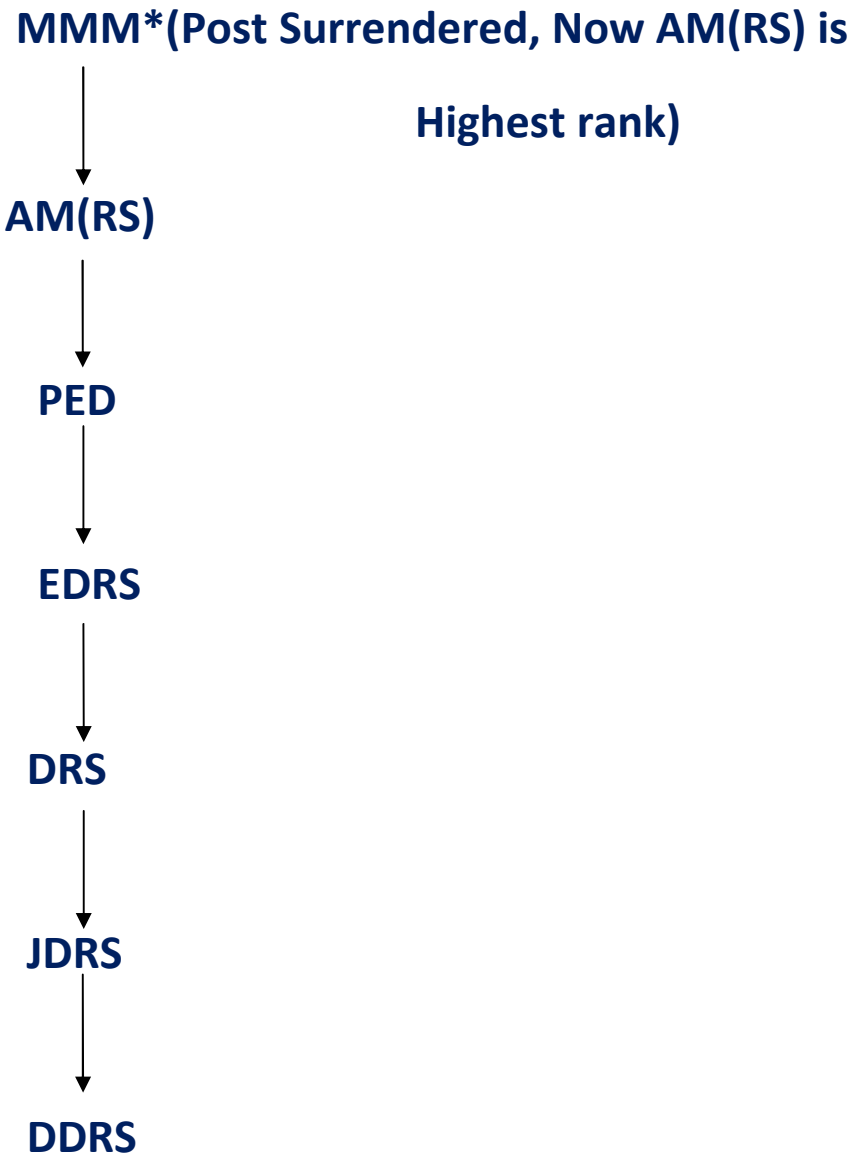 MMM*(Post Surrendered, Now AM(RS) is
Highest rank)
AM(RS)
PED
EDRS
DRS
JDRS
DDRS